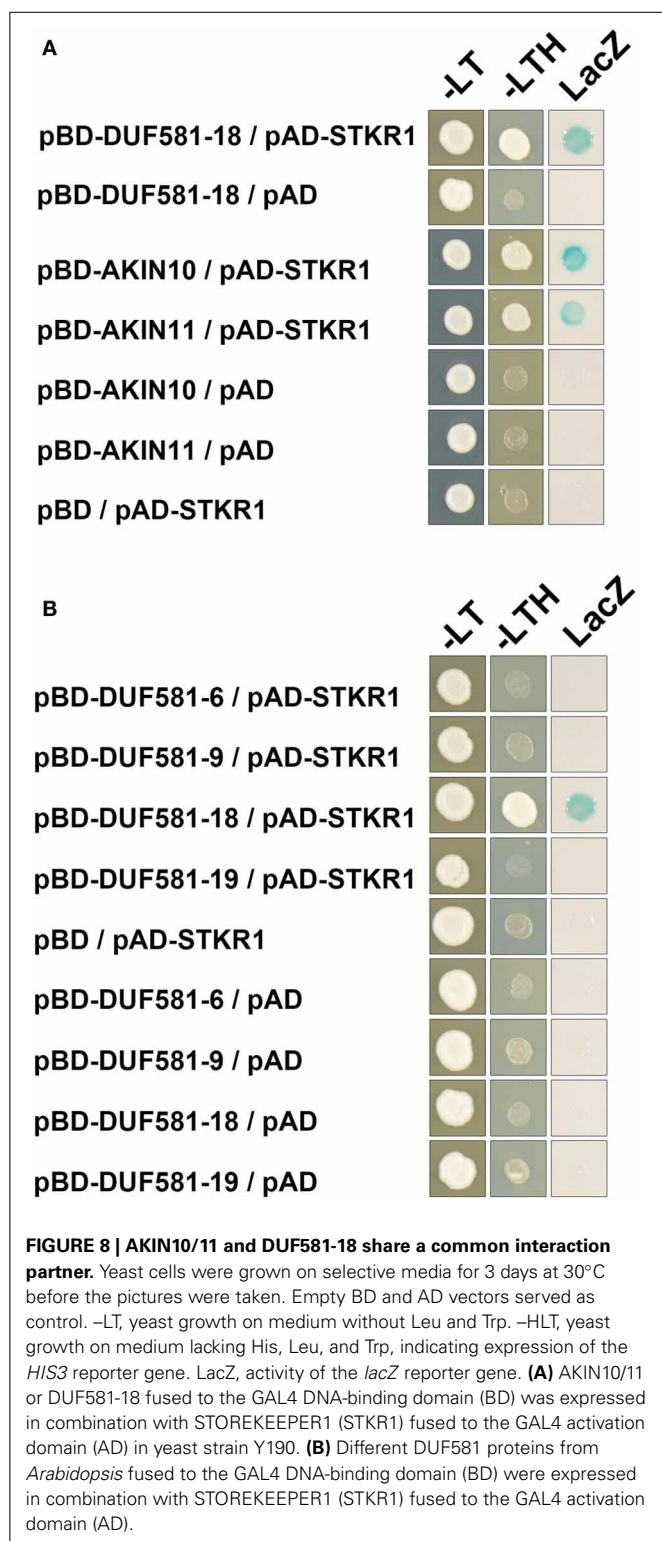 A
-LT -LTH LacZ
pBD-DUF581-18 / pAD-STKR1
pBD-DUF581-18 / pAD
pBD-AKIN10 / pAD-STKR1
pBD-AKIN11 / pAD-STKR1
pBD-AKIN10 / pAD
pBD-AKIN11 / pAD
pBD / pAD-STKR1
B
-LT -LTH LacZ
pBD-DUF581-6 / pAD-STKR1
pBD-DUF581-9 / pAD-STKR1
pBD-DUF581-18 / pAD-STKR1
pBD-DUF581-19 / pAD-STKR1
pBD / pAD-STKR1
pBD-DUF581-6 / pAD
pBD-DUF581-9 / pAD
pBD-DUF581-18 / pAD
pBD-DUF581-19 / pAD
FIGURE 8 | AKIN10/11 and DUF581-18 share a common interaction
partner. Yeast cells were grown on selective media for 3 days at 30°C
before the pictures were taken. Empty BD and AD vectors served as
control. –LT, yeast growth on medium without Leu and Trp. –HLT, yeast
growth on medium lacking His, Leu, and Trp, indicating expression of the
HIS3 reporter gene. LacZ, activity of the lacZ reporter gene. (A) AKIN10/11
or DUF581-18 fused to the GAL4 DNA-binding domain (BD) was expressed
in combination with STOREKEEPER1 (STKR1) fused to the GAL4 activation
domain (AD) in yeast strain Y190. (B) Different DUF581 proteins from
Arabidopsis fused to the GAL4 DNA-binding domain (BD) were expressed
in combination with STOREKEEPER1 (STKR1) fused to the GAL4 activation
domain (AD).